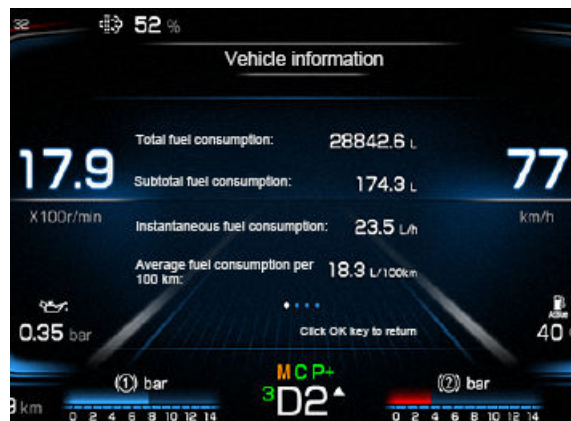 32
52 %
Vehicle information
Total fuel consumption: 28842.6 L
17.9
77
Subtotal fuel consumption: 174.3 L
X100r/min
km/h
Instantaneous fuel consumption: 23.5 L/h
Average fuel consumption per 100 km: 18.3 L/100km
Active
0.35 bar
40
Click OK key to return
MCP+
(1) bar
(2) bar
3D2
km
0 2 4 6 8 10 12 14
0 2 4 6 8 10 12 14